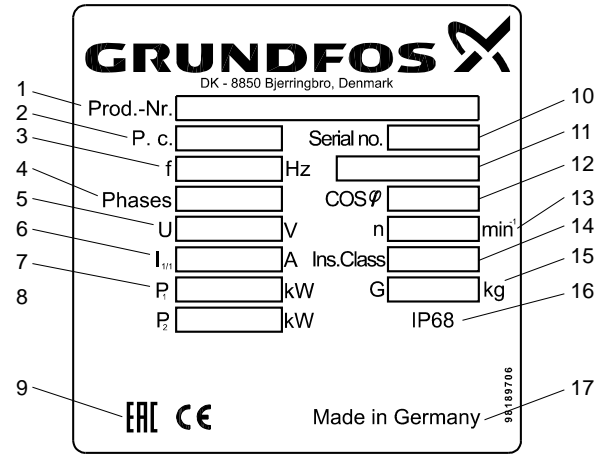 GRUNDFOS
DK - 8850 Bjerringbro, Denmark
1 Prod.-Nr.
2 P. c. Serial no. 10
3 f Hz 11
4 Phases COSφ 12
5 U V n min-1 13
6 I1/1 A Ins.Class 14
7 P1 kW G kg 15
8 P2 kW IP68 16
98189706
9 EAC CE Made in Germany 17